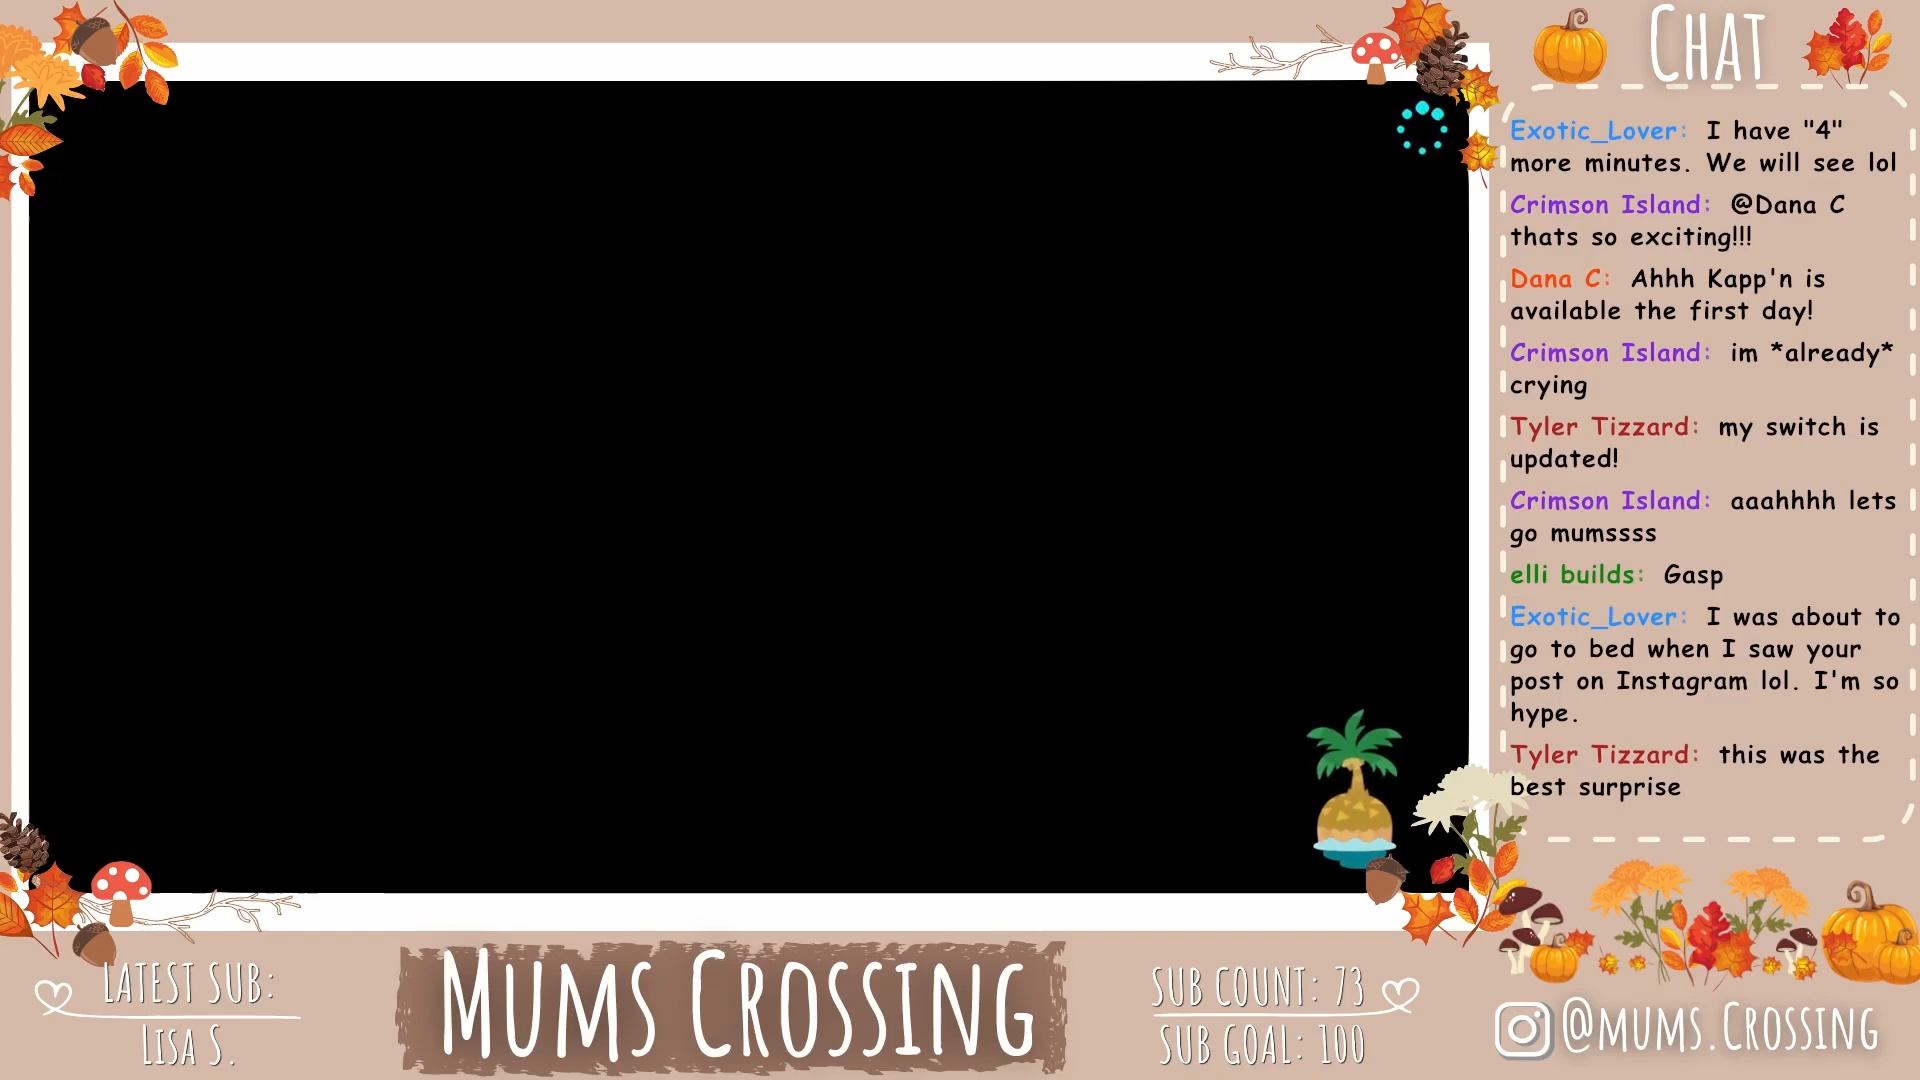 CHAT
Exotic_Lover: I have "4"
more minutes. We will see lol
Crimson Island: @Dana C
thats so exciting!!!
Dana C: Ahhh Kapp'n is
available the first day!
Crimson Island: im *already*
crying
Tyler Tizzard: my switch is
updated!
Crimson Island: aaahhhh lets
go mumssss
elli builds: Gasp
Exotic_Lover: I was about to
go to bed when I saw your
post on Instagram lol. I'm so
hype.
Tyler Tizzard: this was the
best surprise
LATEST SUB:
LISA S.
MUMS CROSSING
SUB COUNT: 73
SUB GOAL: 100
@MUMS.CROSSING